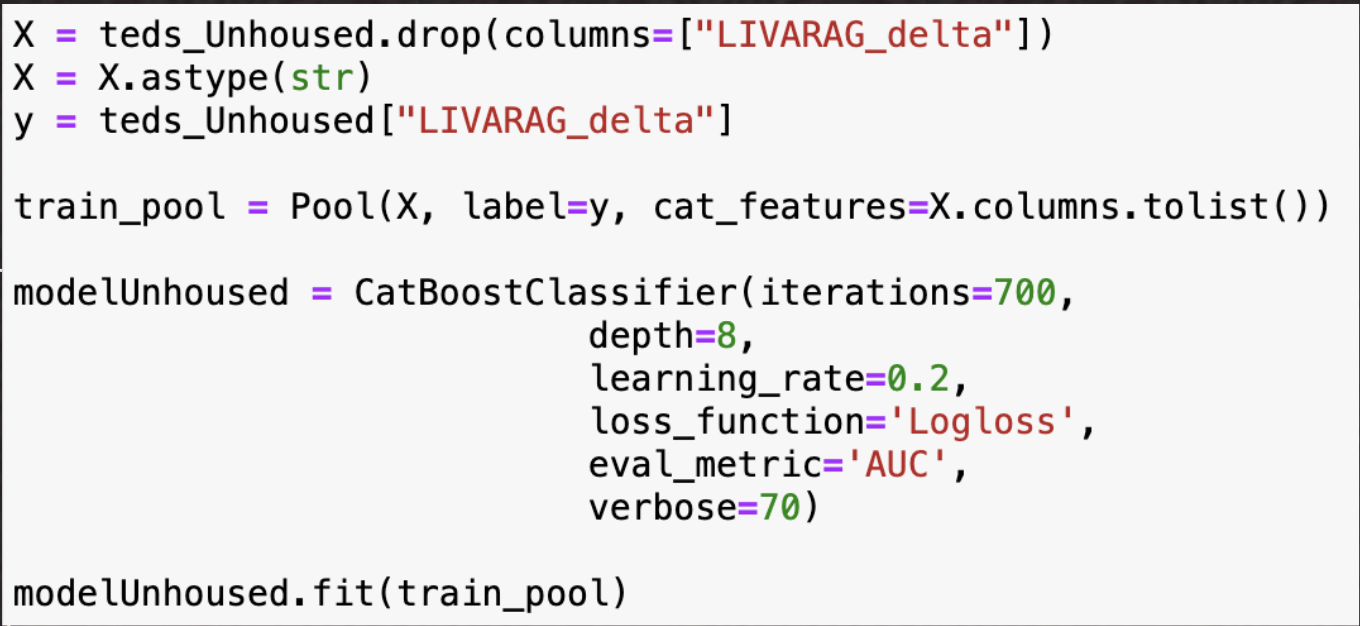 X = teds_Unhoused.drop(columns=["LIVARAG_delta"])
X = X.astype(str)
y = teds_Unhoused["LIVARAG_delta"]
train_pool = Pool(X, label=y, cat_features=X.columns.tolist())
modelUnhoused = CatBoostClassifier(iterations=700,
depth=8,
learning_rate=0.2,
loss_function='Logloss',
eval_metric='AUC',
verbose=70)
modelUnhoused.fit(train_pool)